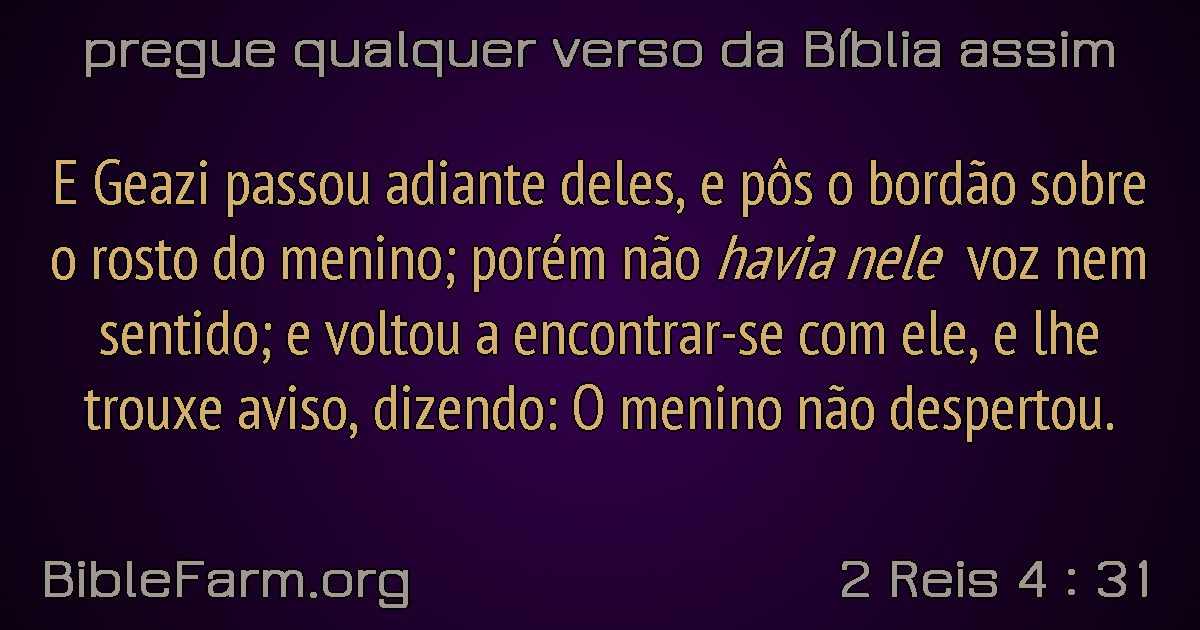 pregue qualquer verso da Bíblia assim
E Geazi passou adiante deles, e pôs o bordão sobre
o rosto do menino; porém não havia nele voz nem
sentido; e voltou a encontrar-se com ele, e lhe
trouxe aviso, dizendo: O menino não despertou.
BibleFarm.org
2 Reis 4 : 31